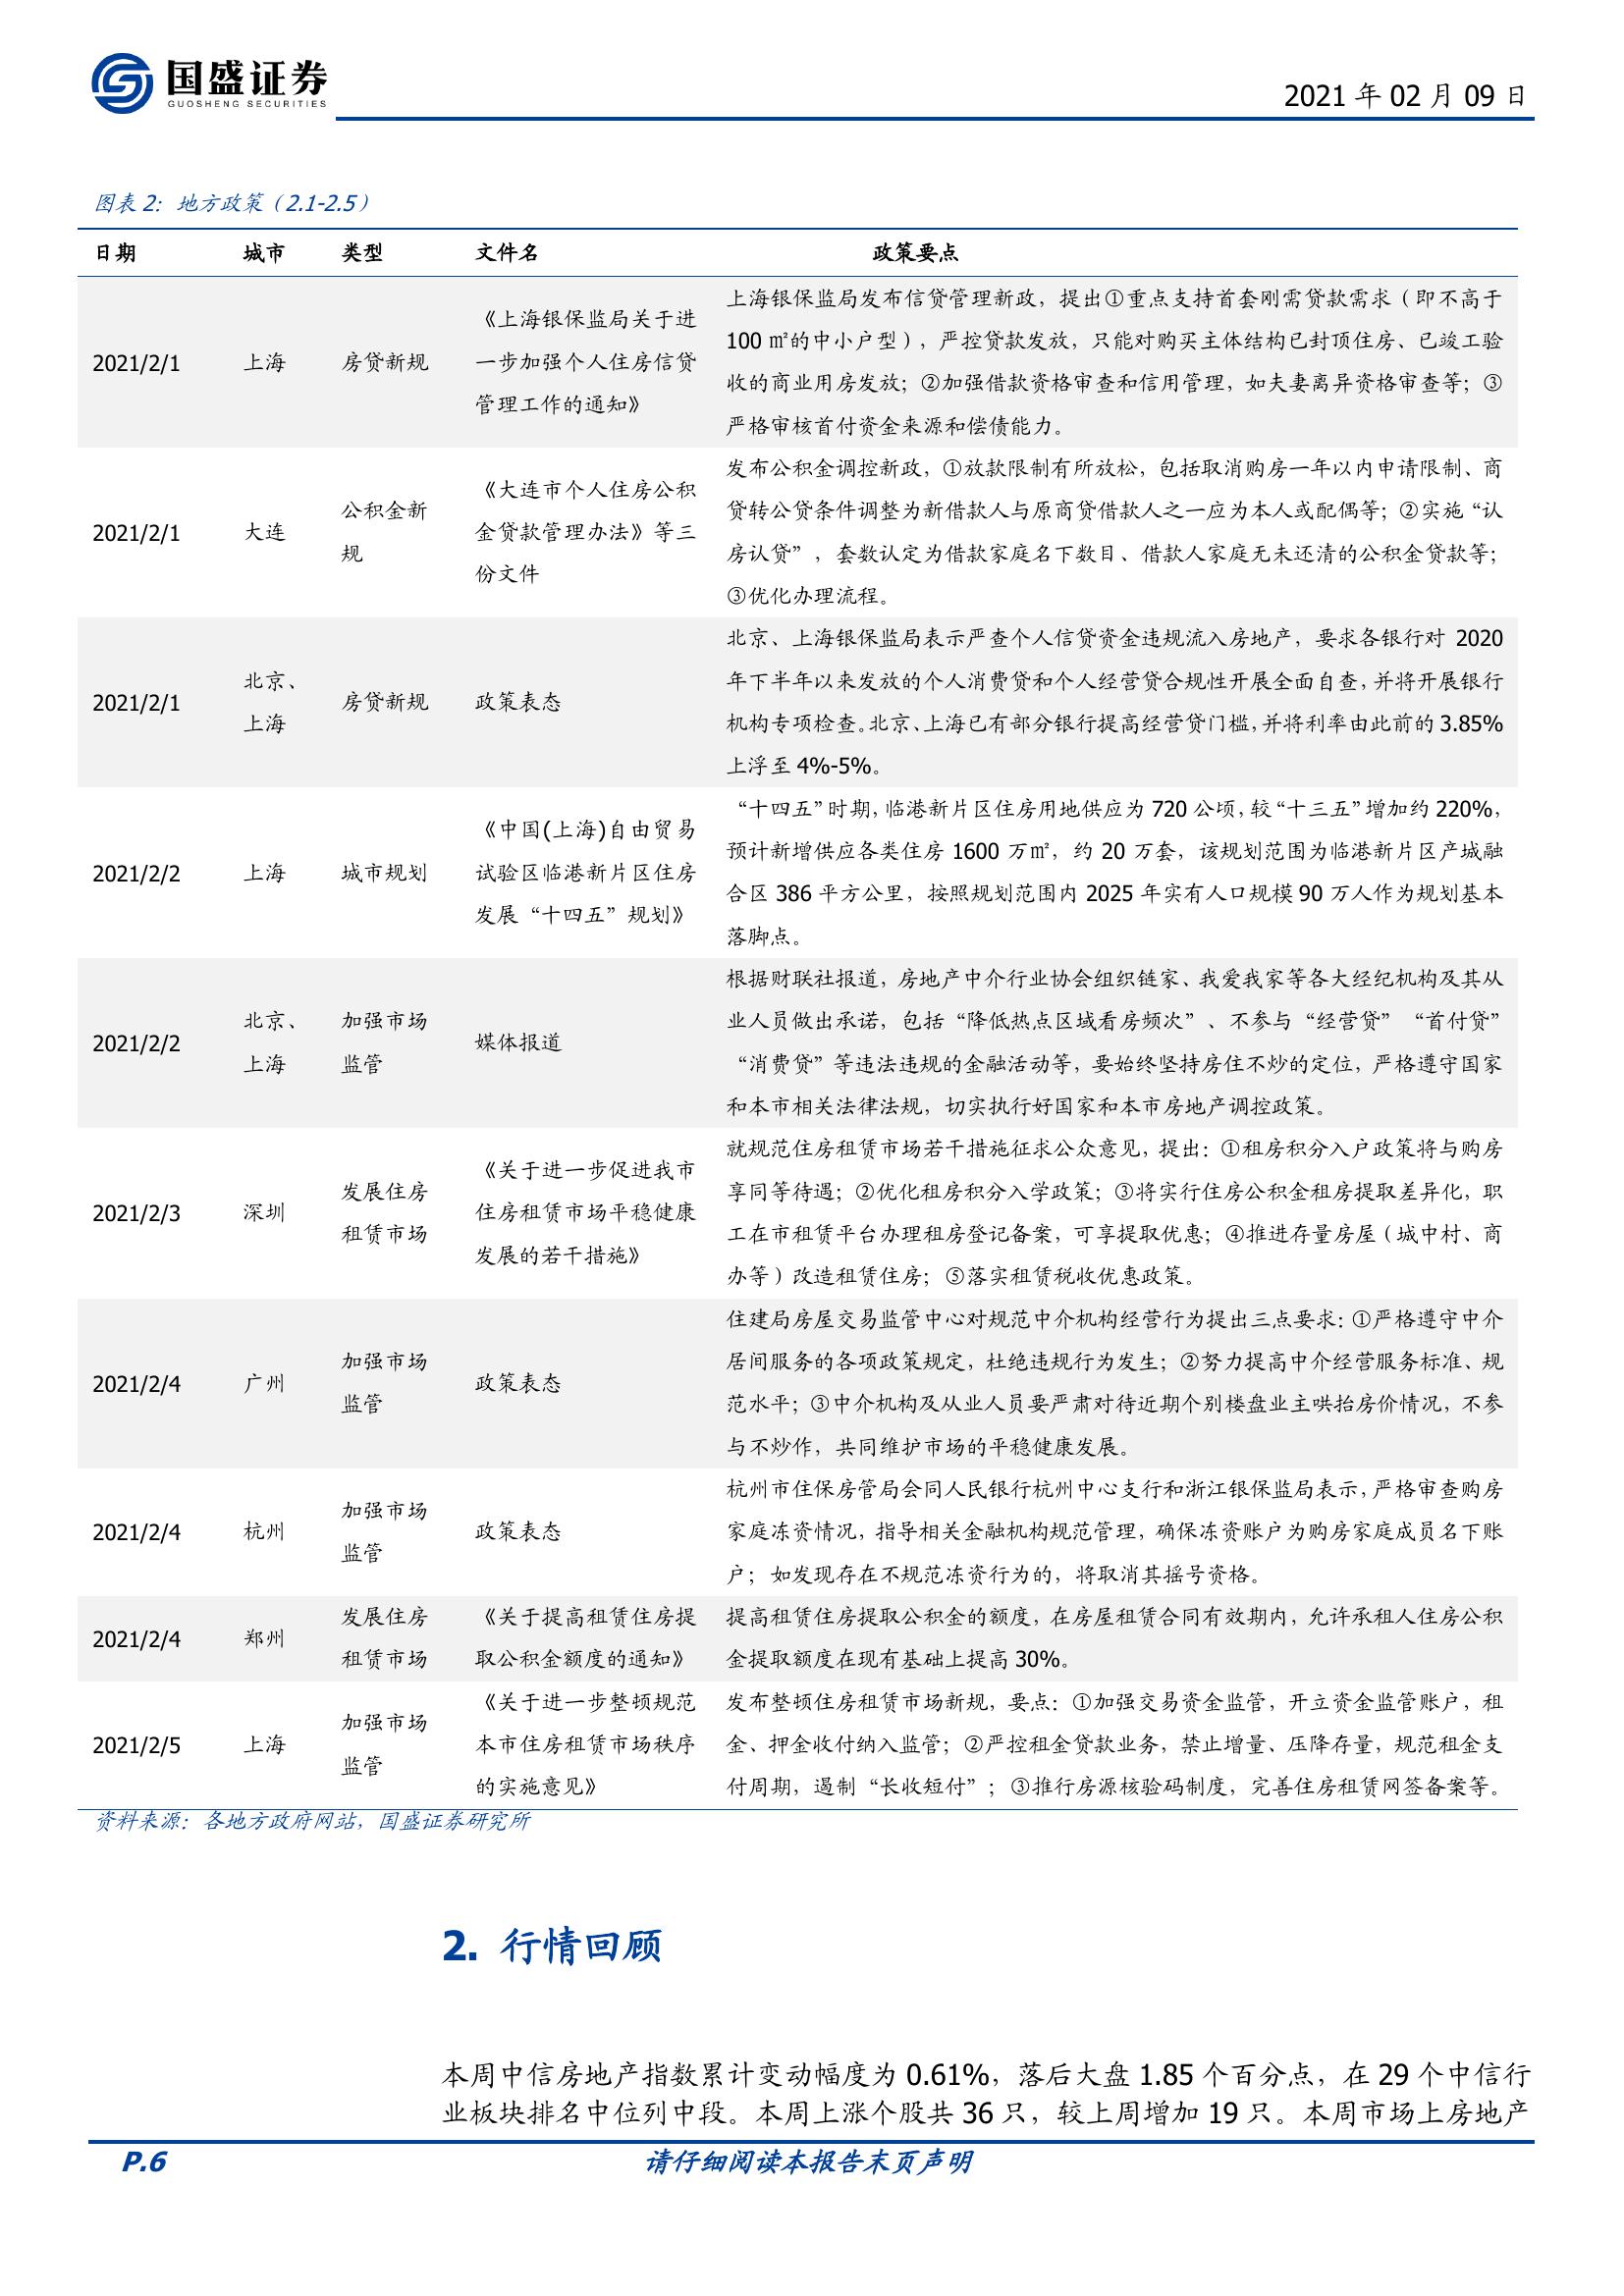 国盛证券
GUOSHENG SECURITIES
2021 年 02 月 09 日
图表 2：地方政策（2.1-2.5）
日期 城市 类型 文件名 政策要点
2021/2/1 上海 房贷新规
《上海银保监局关于进
一步加强个人住房信贷
管理工作的通知》
上海银保监局发布信贷管理新政，提出①重点支持首套刚需贷款需求（即不高于
100 ㎡的中小户型），严控贷款发放，只能对购买主体结构已封顶住房、已竣工验
收的商业用房发放；②加强借款资格审查和信用管理，如夫妻离异资格审查等；③
严格审核首付资金来源和偿债能力。
2021/2/1 大连
公积金新
规
《大连市个人住房公积
金贷款管理办法》等三
份文件
发布公积金调控新政，①放款限制有所放松，包括取消购房一年以内申请限制、商
贷转公贷条件调整为新借款人与原商贷借款人之一应为本人或配偶等；②实施“认
房认贷”，套数认定为借款家庭名下数目、借款人家庭无未还清的公积金贷款等；
③优化办理流程。
2021/2/1
北京、
上海
房贷新规 政策表态
北京、上海银保监局表示严查个人信贷资金违规流入房地产，要求各银行对 2020
年下半年以来发放的个人消费贷和个人经营贷合规性开展全面自查，并将开展银行
机构专项检查。北京、上海已有部分银行提高经营贷门槛，并将利率由此前的 3.85%
上浮至 4%-5%。
2021/2/2 上海 城市规划
《中国(上海)自由贸易
试验区临港新片区住房
发展“十四五”规划》
“十四五”时期，临港新片区住房用地供应为 720 公顷，较“十三五”增加约 220%，
预计新增供应各类住房 1600 万㎡，约 20 万套，该规划范围为临港新片区产城融
合区 386 平方公里，按照规划范围内 2025 年实有人口规模 90 万人作为规划基本
落脚点。
2021/2/2
北京、
上海
加强市场
监管
媒体报道
根据财联社报道，房地产中介行业协会组织链家、我爱我家等各大经纪机构及其从
业人员做出承诺，包括“降低热点区域看房频次”、不参与“经营贷”“首付贷”
“消费贷”等违法违规的金融活动等，要始终坚持房住不炒的定位，严格遵守国家
和本市相关法律法规，切实执行好国家和本市房地产调控政策。
2021/2/3 深圳
发展住房
租赁市场
《关于进一步促进我市
住房租赁市场平稳健康
发展的若干措施》
就规范住房租赁市场若干措施征求公众意见，提出：①租房积分入户政策将与购房
享同等待遇；②优化租房积分入学政策；③将实行住房公积金租房提取差异化，职
工在市租赁平台办理租房登记备案，可享提取优惠；④推进存量房屋（城中村、商
办等）改造租赁住房；⑤落实租赁税收优惠政策。
2021/2/4 广州
加强市场
监管
政策表态
住建局房屋交易监管中心对规范中介机构经营行为提出三点要求：①严格遵守中介
居间服务的各项政策规定，杜绝违规行为发生；②努力提高中介经营服务标准、规
范水平；③中介机构及从业人员要严肃对待近期个别楼盘业主哄抬房价情况，不参
与不炒作，共同维护市场的平稳健康发展。
2021/2/4 杭州
加强市场
监管
政策表态
杭州市住保房管局会同人民银行杭州中心支行和浙江银保监局表示，严格审查购房
家庭冻资情况，指导相关金融机构规范管理，确保冻资账户为购房家庭成员名下账
户；如发现存在不规范冻资行为的，将取消其摇号资格。
2021/2/4 郑州
发展住房
租赁市场
《关于提高租赁住房提
取公积金额度的通知》
提高租赁住房提取公积金的额度，在房屋租赁合同有效期内，允许承租人住房公积
金提取额度在现有基础上提高 30%。
2021/2/5 上海
加强市场
监管
《关于进一步整顿规范
本市住房租赁市场秩序
的实施意见》
发布整顿住房租赁市场新规，要点：①加强交易资金监管，开立资金监管账户，租
金、押金收付纳入监管；②严控租金贷款业务，禁止增量、压降存量，规范租金支
付周期，遏制“长收短付”；③推行房源核验码制度，完善住房租赁网签备案等。
资料来源：各地方政府网站，国盛证券研究所
2. 行情回顾
本周中信房地产指数累计变动幅度为 0.61%，落后大盘 1.85 个百分点，在 29 个中信行
业板块排名中位列中段。本周上涨个股共 36 只，较上周增加 19 只。本周市场上房地产
P.6 请仔细阅读本报告末页声明